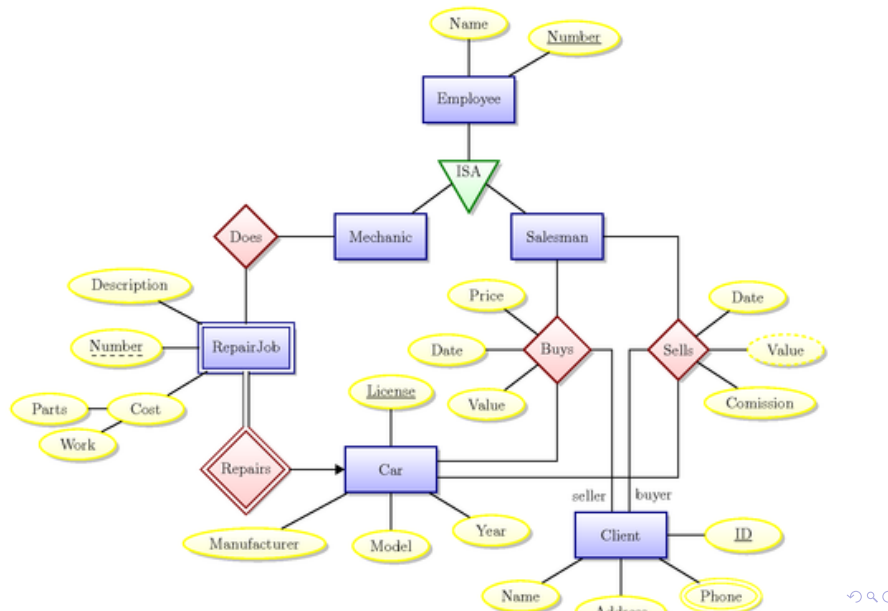 Name
Number
Employee
ISA
Does
Mechanic
Salesman
Description
Price
Date
Number
RepairJob
Date
Buys
Sells
Value
License
Parts
Cost
Value
Comission
Work
Repairs
Car
seller
buyer
Manufacturer
Model
Year
Client
ID
Name
Phone